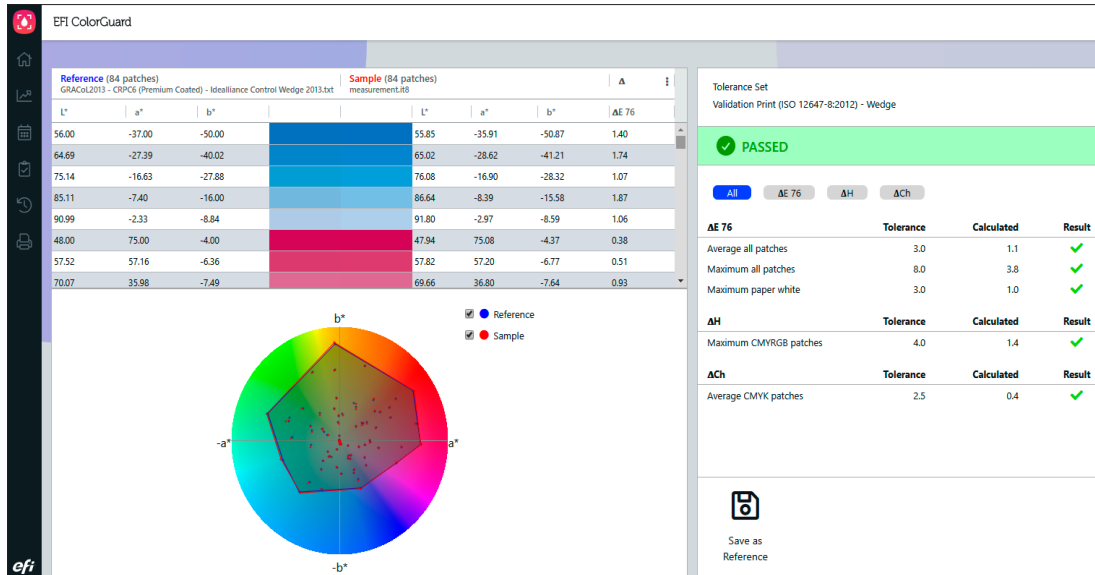 EFI ColorGuard
Reference (84 patches)
GRACoL2013 - CRPC6 (Premium Coated) - Idealliance Control Wedge 2013.txt
Sample (84 patches)
measurement.it8
Δ
L* a* b* L* a* b* ΔE 76
56.00 -37.00 -50.00 55.85 -35.91 -50.87 1.40
64.69 -27.39 -40.02 65.02 -28.62 -41.21 1.74
75.14 -16.63 -27.88 76.08 -16.90 -28.32 1.07
85.11 -7.40 -16.00 86.64 -8.39 -15.58 1.87
90.99 -2.33 -8.84 91.80 -2.97 -8.59 1.06
48.00 75.00 -4.00 47.94 75.08 -4.37 0.38
57.52 57.16 -6.36 57.82 57.20 -6.77 0.51
70.07 35.98 -7.49 69.66 36.80 -7.64 0.93
b*
Reference
Sample
-a*
a*
-b*
efi
Tolerance Set
Validation Print (ISO 12647-8:2012) - Wedge
PASSED
All ΔE 76 ΔH ΔCh
ΔE 76 Tolerance Calculated Result
Average all patches 3.0 1.1
Maximum all patches 8.0 3.8
Maximum paper white 3.0 1.0
ΔH Tolerance Calculated Result
Maximum CMYRGB patches 4.0 1.4
ΔCh Tolerance Calculated Result
Average CMYK patches 2.5 0.4
Save as
Reference